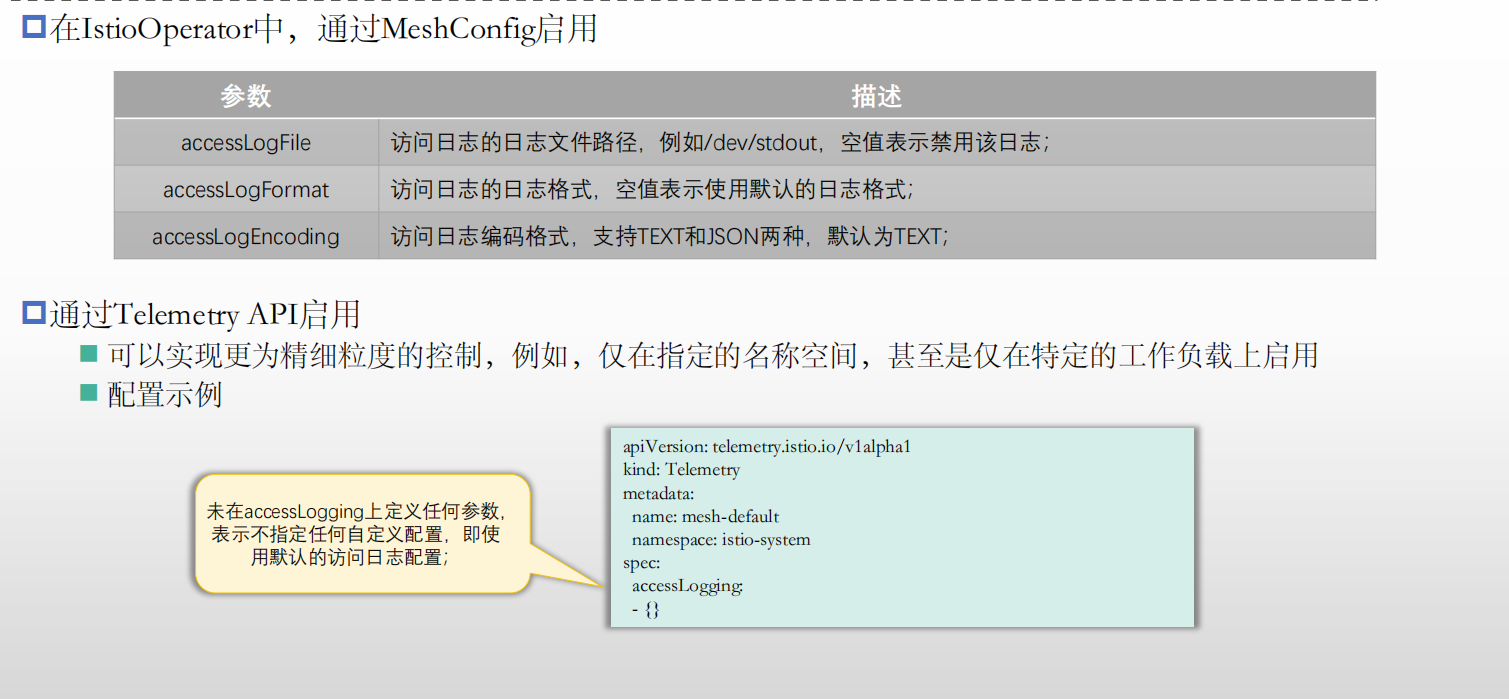 在IstioOperator中，通过MeshConfig启用
参数 描述
accessLogFile 访问日志的日志文件路径，例如/dev/stdout，空值表示禁用该日志；
accessLogFormat 访问日志的日志格式，空值表示使用默认的日志格式；
accessLogEncoding 访问日志编码格式，支持TEXT和JSON两种，默认为TEXT；
通过Telemetry API启用
可以实现更为精细粒度的控制，例如，仅在指定的名称空间，甚至是仅在特定的工作负载上启用
配置示例
未在accessLogging上定义任何参数，
表示不指定任何自定义配置，即使
用默认的访问日志配置；
apiVersion: telemetry.istio.io/v1alpha1
kind: Telemetry
metadata:
  name: mesh-default
  namespace: istio-system
spec:
  accessLogging:
  - {}